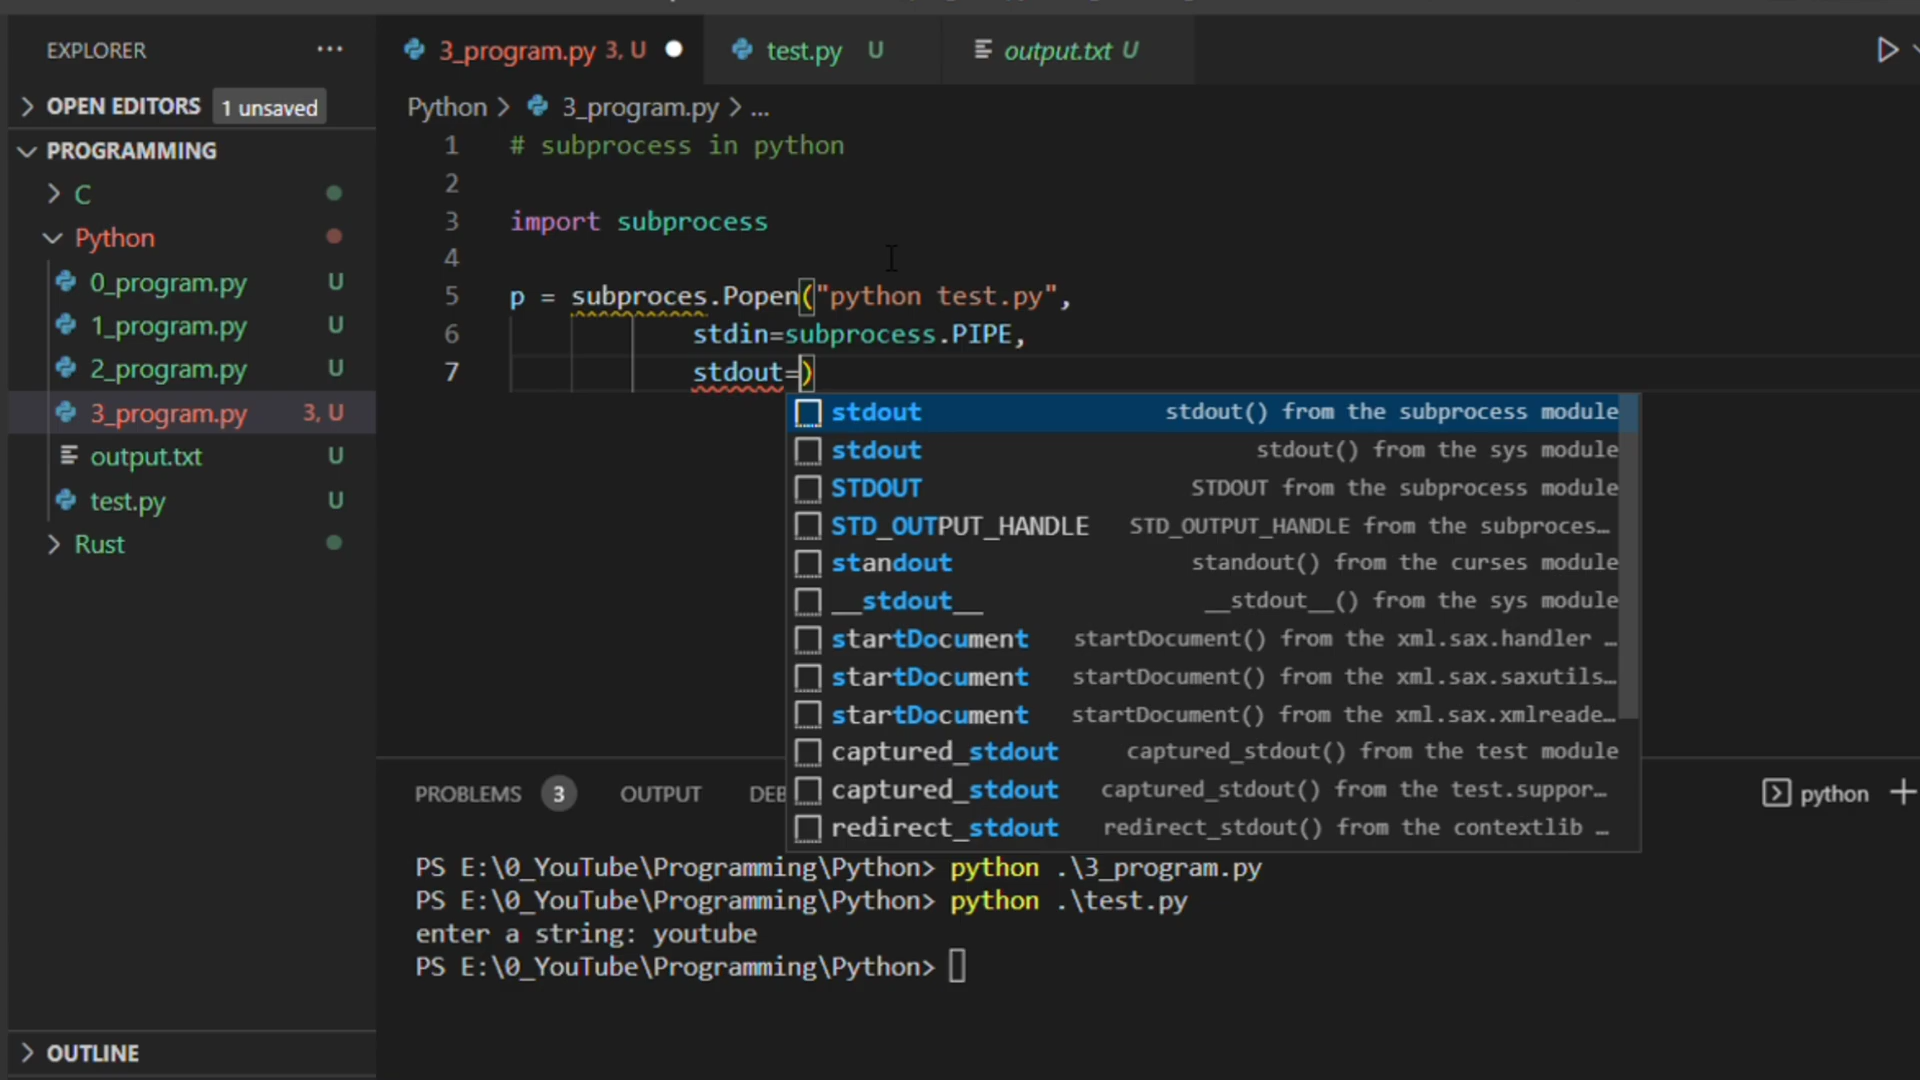 EXPLORER ...
OPEN EDITORS 1 unsaved
PROGRAMMING
C
Python
0_program.py U
1_program.py U
2_program.py U
3_program.py 3, U
output.txt U
test.py U
Rust
OUTLINE
3_program.py 3, U
test.py U
output.txt U
Python > 3_program.py > ...
1 # subprocess in python
2
3 import subprocess
4
5 p = subproces.Popen("python test.py",
6 stdin=subprocess.PIPE,
7 stdout=)
stdout stdout() from the subprocess module
stdout stdout() from the sys module
STDOUT STDOUT from the subprocess module
STD_OUTPUT_HANDLE STD_OUTPUT_HANDLE from the subproces…
standout standout() from the curses module
__stdout__ __stdout__() from the sys module
startDocument startDocument() from the xml.sax.handler …
startDocument startDocument() from the xml.sax.saxutils…
startDocument startDocument() from the xml.sax.xmlreade…
captured_stdout captured_stdout() from the test module
captured_stdout captured_stdout() from the test.suppor…
redirect_stdout redirect_stdout() from the contextlib …
PROBLEMS 3 OUTPUT DEB python
PS E:\0_YouTube\Programming\Python> python .\3_program.py
PS E:\0_YouTube\Programming\Python> python .\test.py
enter a string: youtube
PS E:\0_YouTube\Programming\Python>